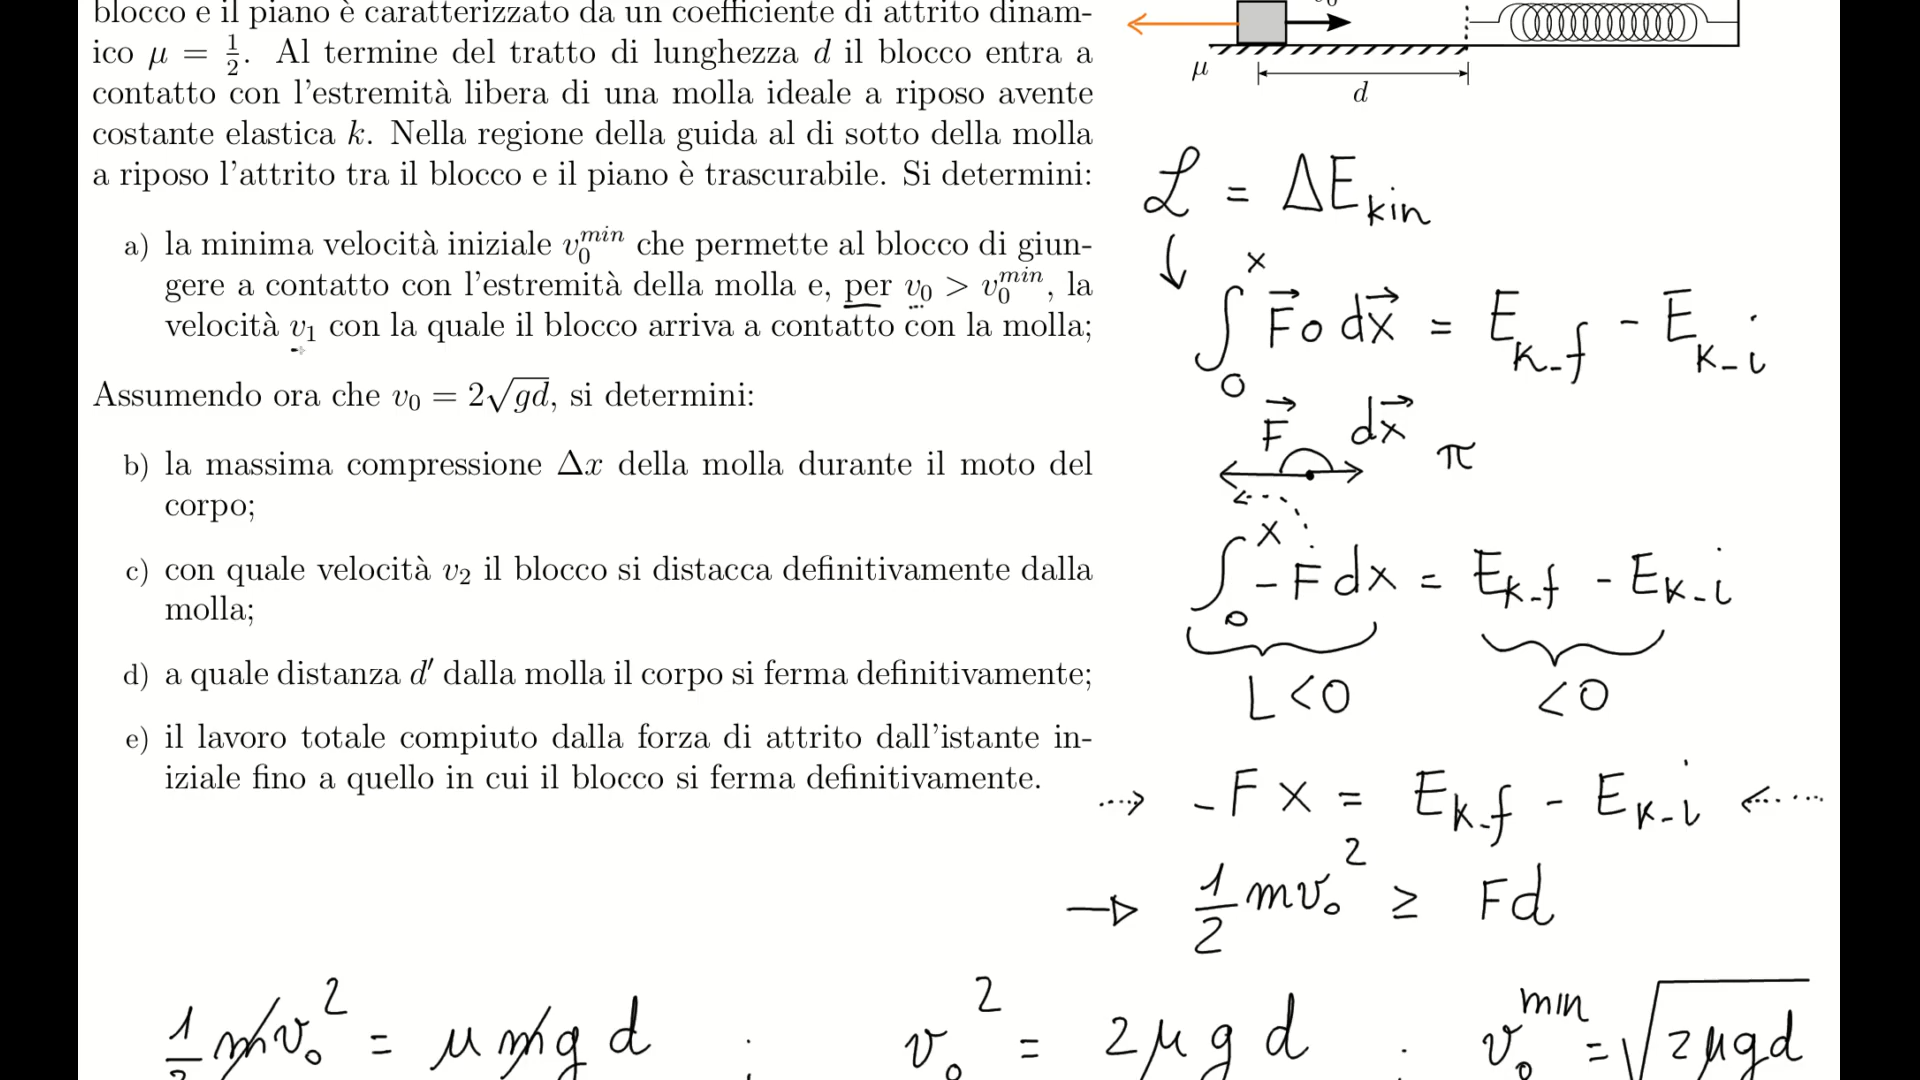 blocco e il piano è caratterizzato da un coefficiente di attrito dinam-
ico μ = 1/2. Al termine del tratto di lunghezza d il blocco entra a
contatto con l'estremità libera di una molla ideale a riposo avente
costante elastica k. Nella regione della guida al di sotto della molla
a riposo l'attrito tra il blocco e il piano è trascurabile. Si determini:
a) la minima velocità iniziale v₀^min che permette al blocco di giun-
gere a contatto con l'estremità della molla e, per v₀ > v₀^min, la
velocità v₁ con la quale il blocco arriva a contatto con la molla;
Assumendo ora che v₀ = 2√(gd), si determini:
b) la massima compressione Δx della molla durante il moto del
corpo;
c) con quale velocità v₂ il blocco si distacca definitivamente dalla
molla;
d) a quale distanza d′ dalla molla il corpo si ferma definitivamente;
e) il lavoro totale compiuto dalla forza di attrito dall'istante in-
iziale fino a quello in cui il blocco si ferma definitivamente.
μ
d
ℒ = ΔE_kin
∫₀ˣ F⃗ ∘ dx⃗ = E_k-f − E_k-i
F⃗ dx⃗ π
∫₀ˣ −F dx = E_k-f − E_k-i
L < 0 < 0
−F x = E_k-f − E_k-i
1/2 mv₀² ≥ Fd
1/2 mv₀² = μ mg d ; v₀² = 2μ g d ; v₀^min = √(2μgd)